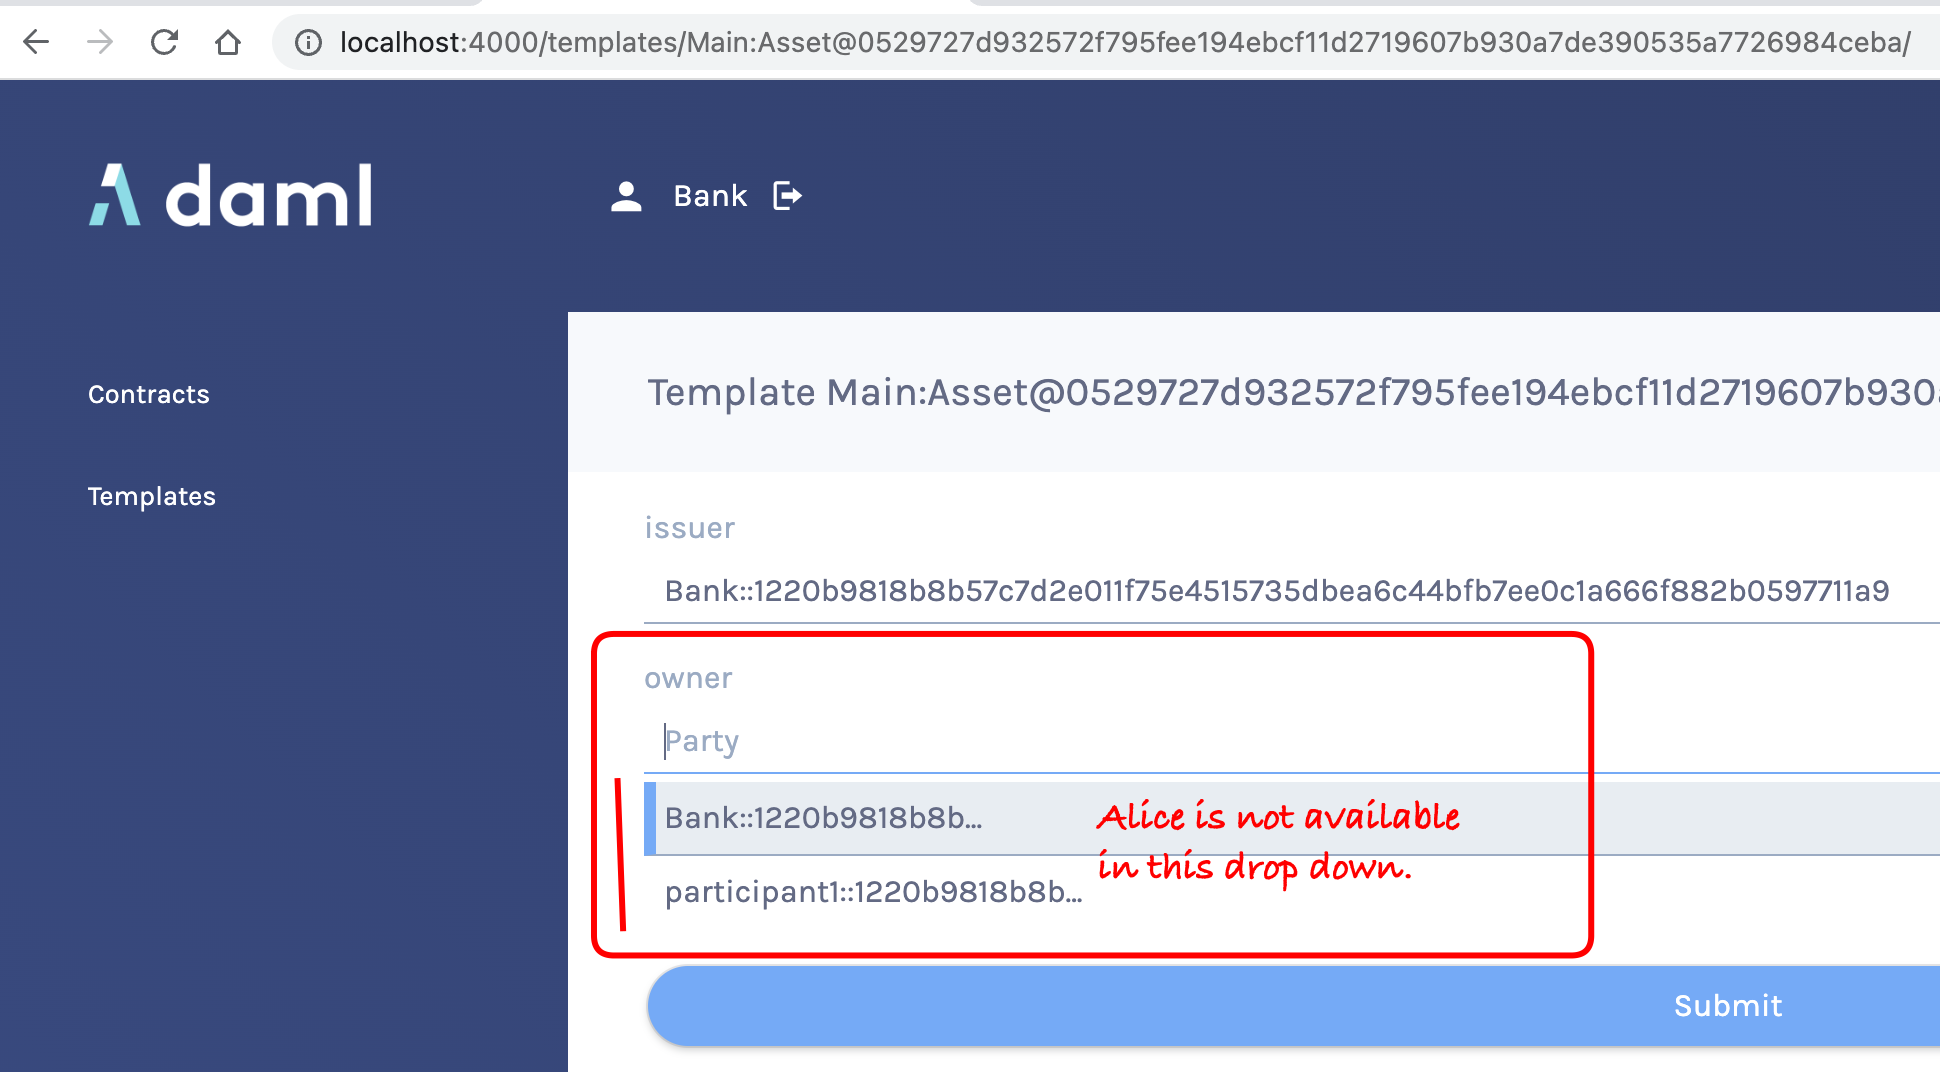 localhost:4000/templates/Main:Asset@0529727d932572f795fee194ebcf11d2719607b930a7de390535a7726984ceba/
daml
Bank
Contracts
Templates
Template Main:Asset@0529727d932572f795fee194ebcf11d2719607b930
issuer
Bank::1220b9818b8b57c7d2e011f75e4515735dbea6c44bfb7ee0c1a666f882b0597711a9
owner
Party
Bank::1220b9818b8b...
Alice is not available
in this drop down.
participant1::1220b9818b8b...
Submit